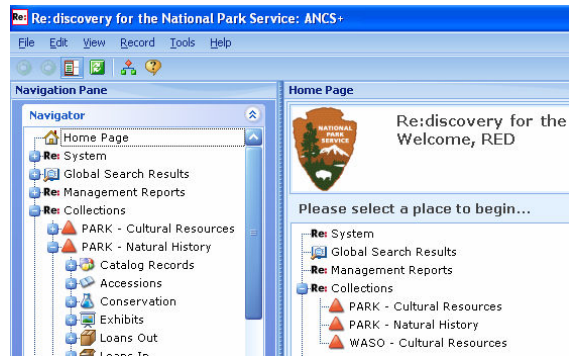 Re: Re:discovery for the National Park Service: ANCS+
File Edit View Record Tools Help
Navigation Pane
Navigator
Home Page
Re: System
Global Search Results
Re: Management Reports
Re: Collections
PARK - Cultural Resources
PARK - Natural History
Catalog Records
Accessions
Conservation
Exhibits
Loans Out
Loans In
Home Page
NATIONAL
PARK
SERVICE
Re:discovery for the
Welcome, RED
Please select a place to begin...
Re: System
Global Search Results
Re: Management Reports
Re: Collections
PARK - Cultural Resources
PARK - Natural History
WASO - Cultural Resources